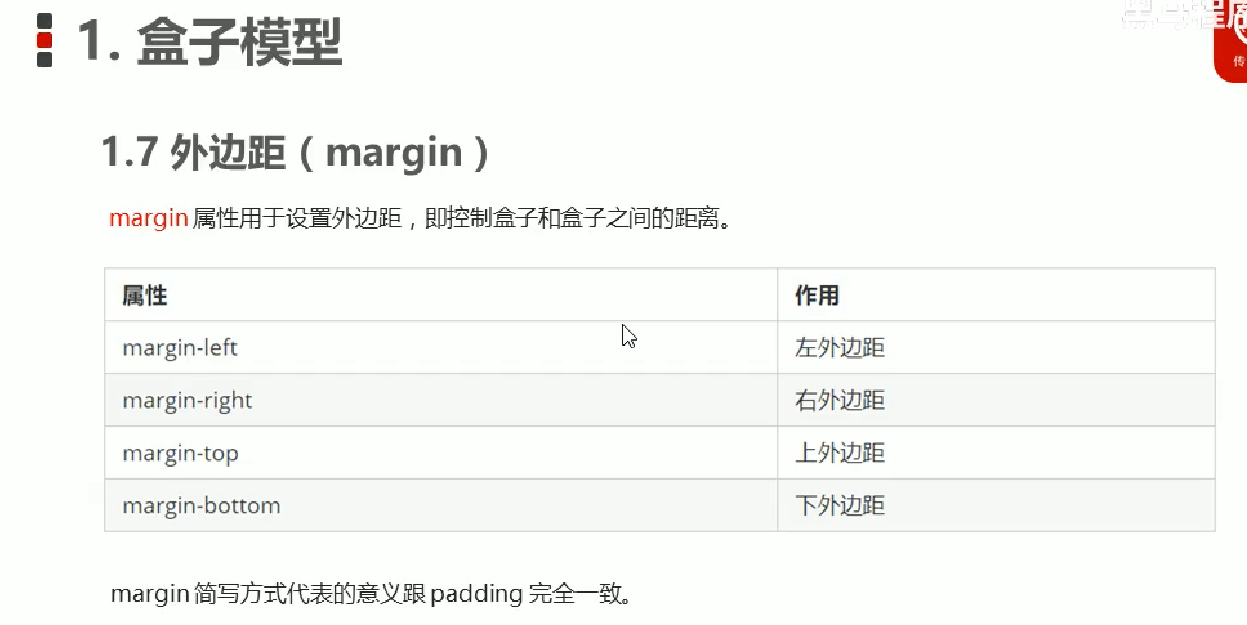 1. 盒子模型
1.7 外边距（margin）
margin 属性用于设置外边距，即控制盒子和盒子之间的距离。
属性 作用
margin-left 左外边距
margin-right 右外边距
margin-top 上外边距
margin-bottom 下外边距
margin 简写方式代表的意义跟 padding 完全一致。
传